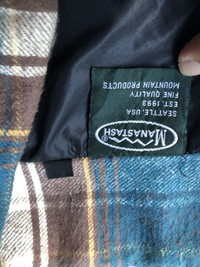 MANASTASH
FINE QUALITY
MOUNTAIN PRODUCTS
EST. 1993
SEATTLE, USA